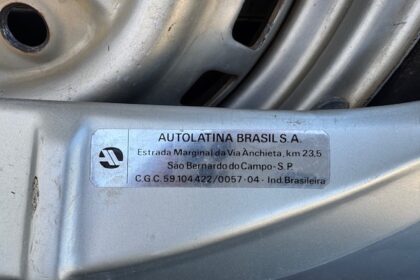 AUTOLATINA BRASIL S.A.
Estrada Marginal da Via Anchieta, km 23,5
São Bernardo do Campo - S.P.
C.G.C. 59.104.422/0057-04 - Ind. Brasileira